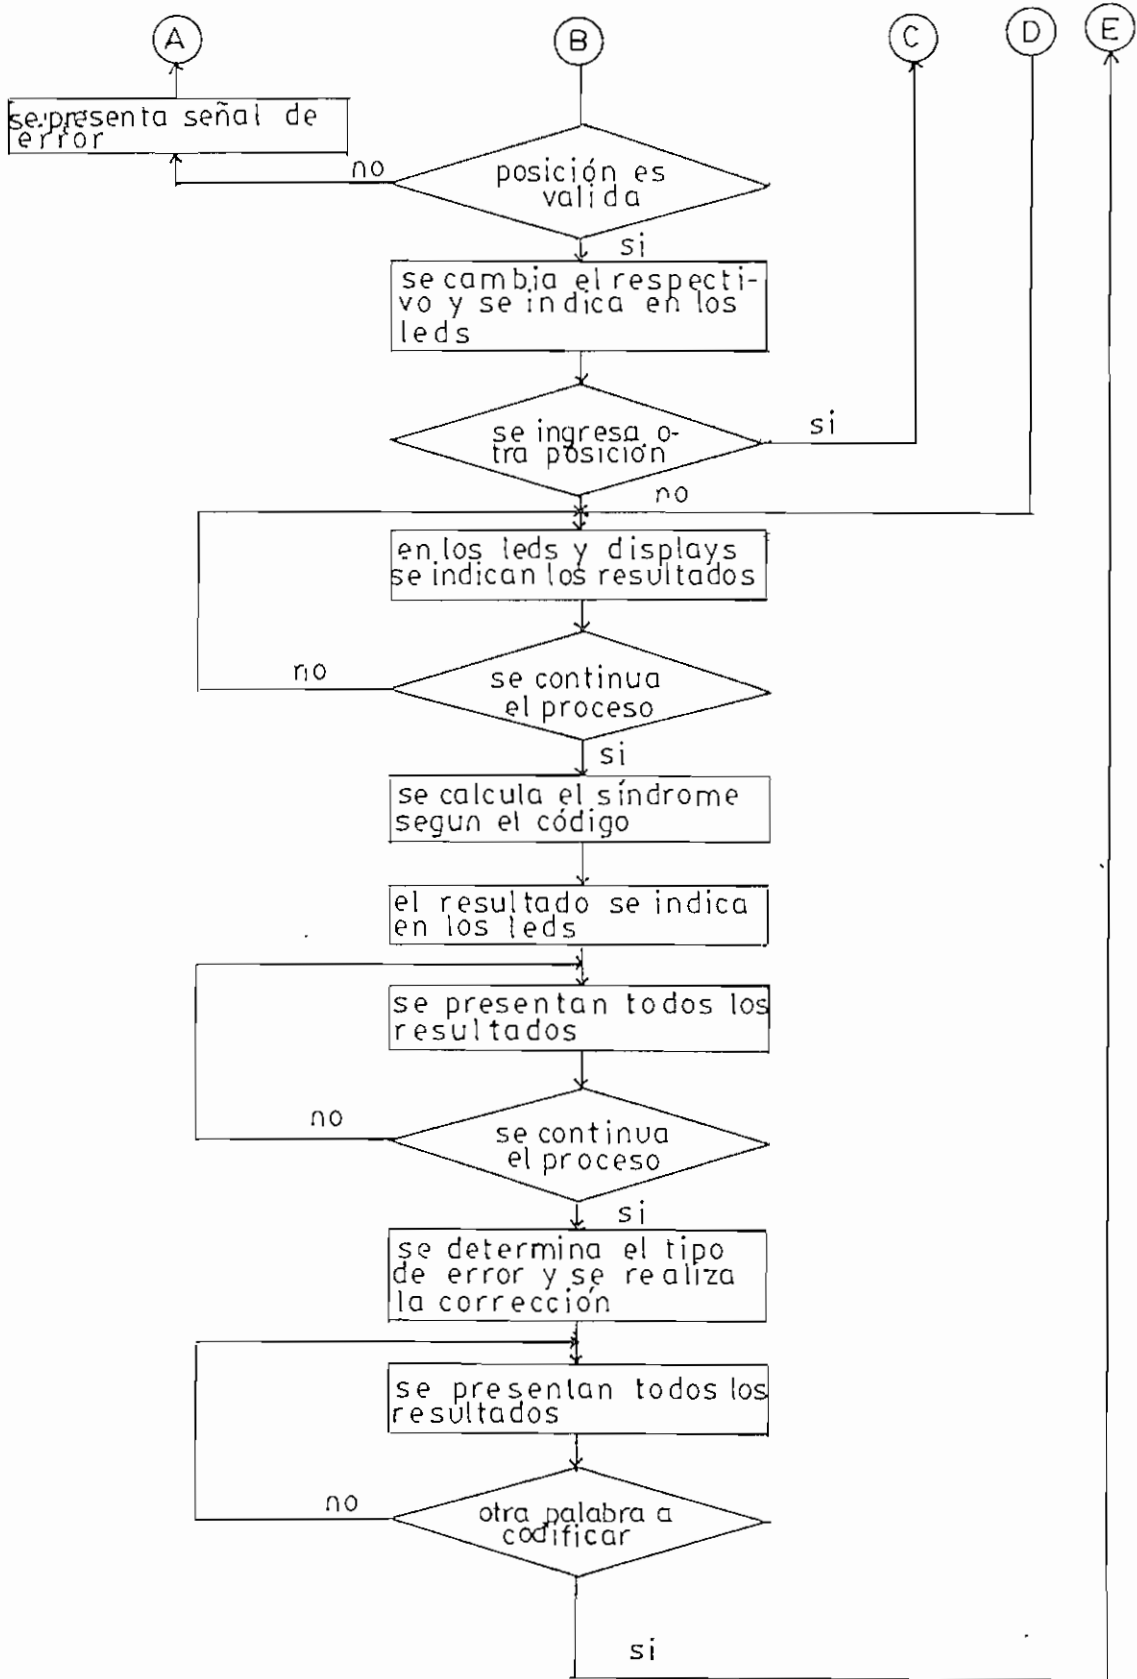 A
B
C
D
E
se presenta señal de
error
no
posición es
valida
si
se cambia el respecti-
vo y se indica en los
leds
se ingresa o-
tra posición
si
no
en los leds y displays
se indican los resultados
no
se continua
el proceso
si
se calcula el síndrome
segun el código
el resultado se indica
en los leds
se presentan todos los
resultados
no
se continua
el proceso
si
se determina el tipo
de error y se realiza
la corrección
se presentan todos los
resultados
no
otra palabra a
codificar
si